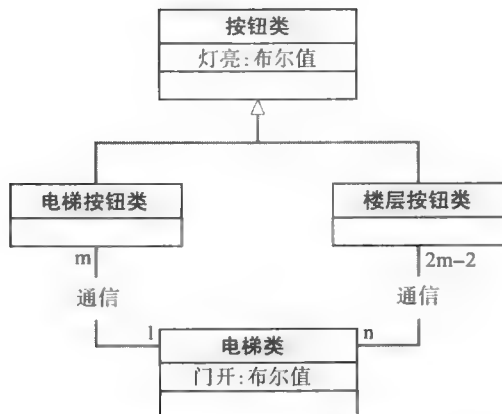 按钮类
灯亮:布尔值
电梯按钮类
楼层按钮类
m
2m-2
通信
通信
1
电梯类
n
门开:布尔值